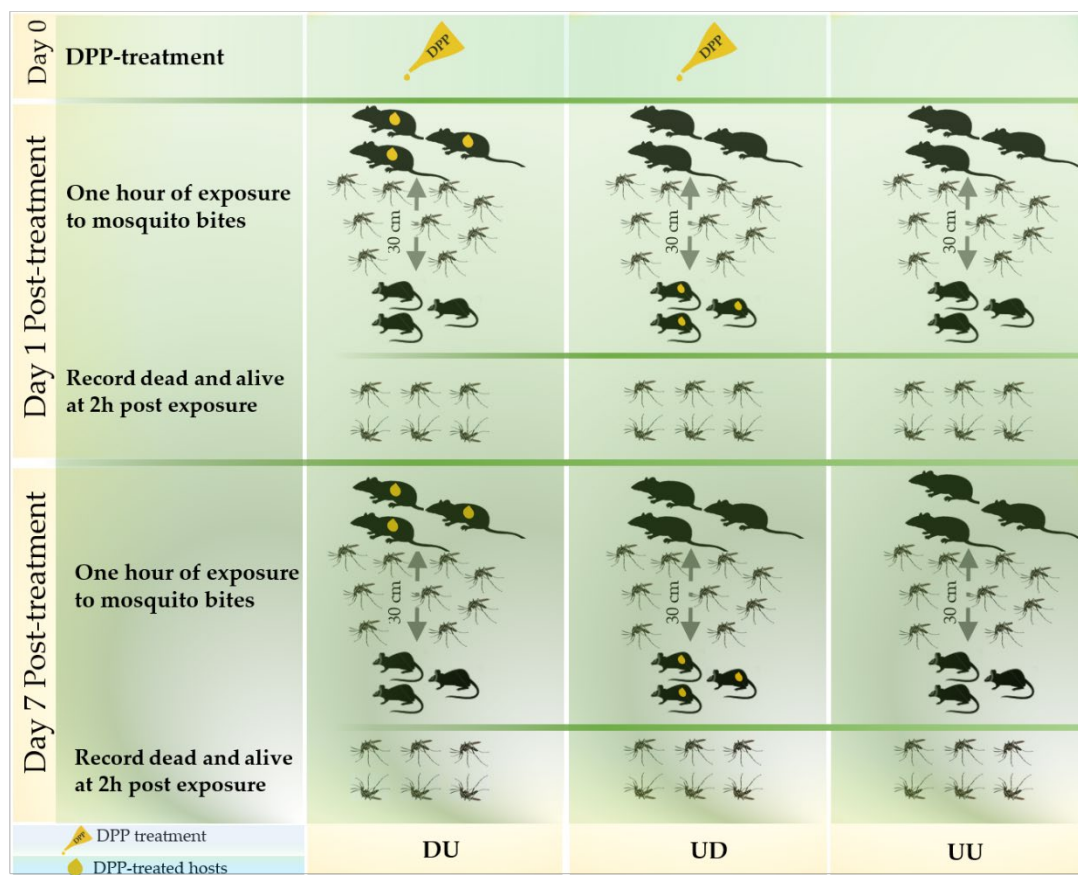 Day 0
DPP-treatment
DPP
DPP
Day 1 Post-treatment
One hour of exposure
to mosquito bites
30 cm
30 cm
30 cm
Record dead and alive
at 2h post exposure
Day 7 Post-treatment
One hour of exposure
to mosquito bites
30 cm
30 cm
30 cm
Record dead and alive
at 2h post exposure
DPP
DPP treatment
DPP-treated hosts
DU
UD
UU